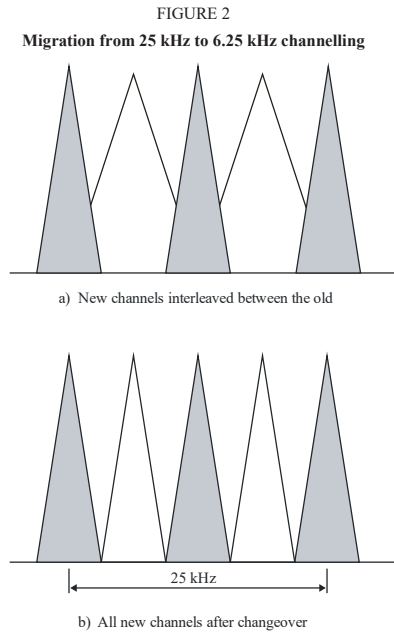 FIGURE 2
Migration from 25 kHz to 6.25 kHz channelling
a) New channels interleaved between the old
25 kHz
b) All new channels after changeover